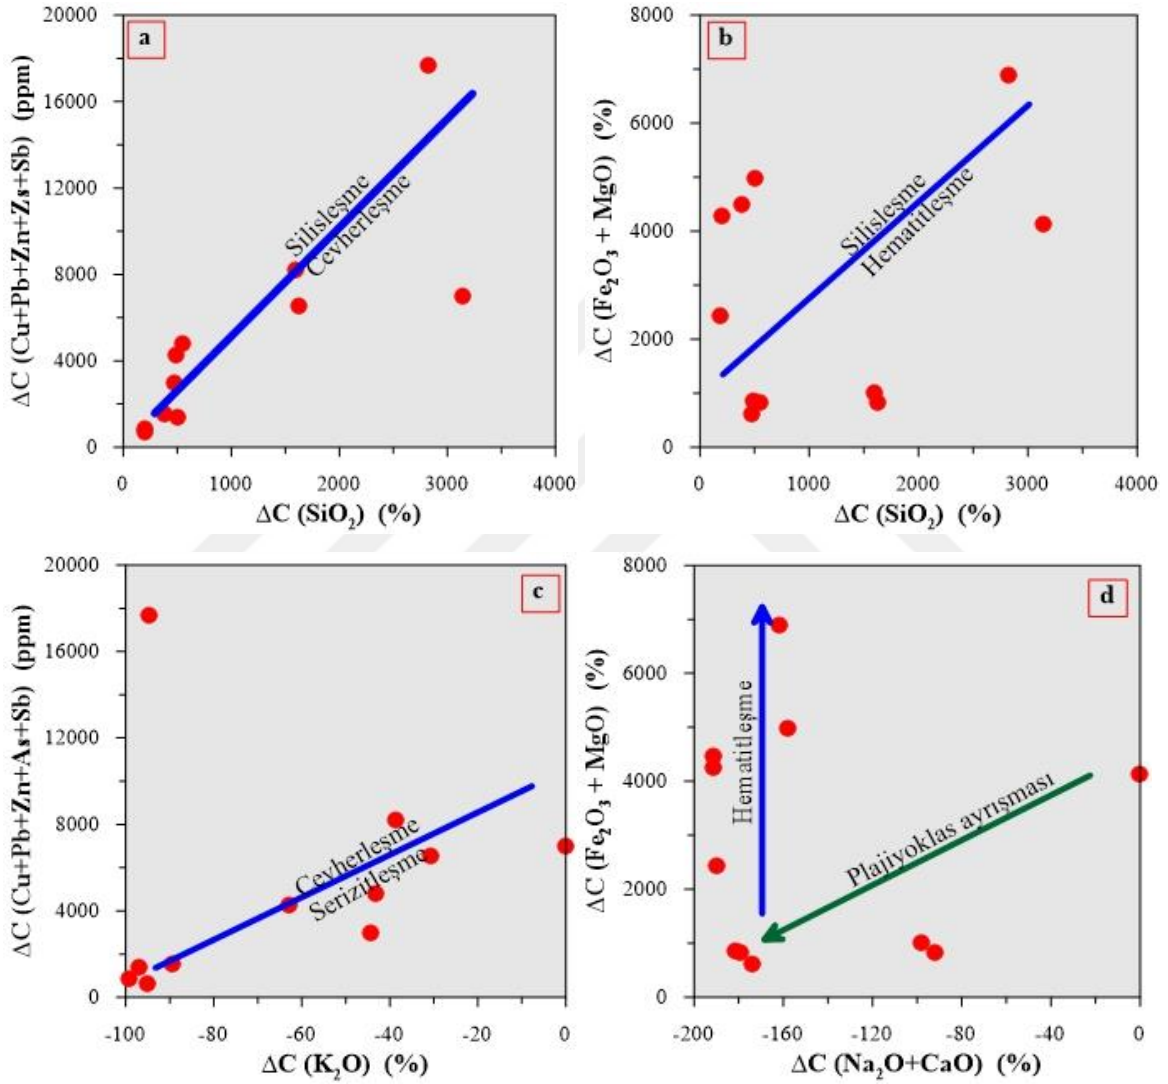 a
20000
16000
12000
8000
4000
0
ΔC (Cu+Pb+Zn+Zs+Sb) (ppm)
Silisleşme
Cevherleşme
0 1000 2000 3000 4000
ΔC (SiO₂) (%)
b
8000
6000
4000
2000
0
ΔC (Fe₂O₃ + MgO) (%)
Silisleşme
Hematitleşme
0 1000 2000 3000 4000
ΔC (SiO₂) (%)
c
20000
16000
12000
8000
4000
0
ΔC (Cu+Pb+Zn+As+Sb) (ppm)
Cevherleşme
Serizitleşme
-100 -80 -60 -40 -20 0
ΔC (K₂O) (%)
d
8000
6000
4000
2000
0
ΔC (Fe₂O₃ + MgO) (%)
Hematitleşme
Plajiyoklas ayrışması
-200 -160 -120 -80 -40 0
ΔC (Na₂O+CaO) (%)